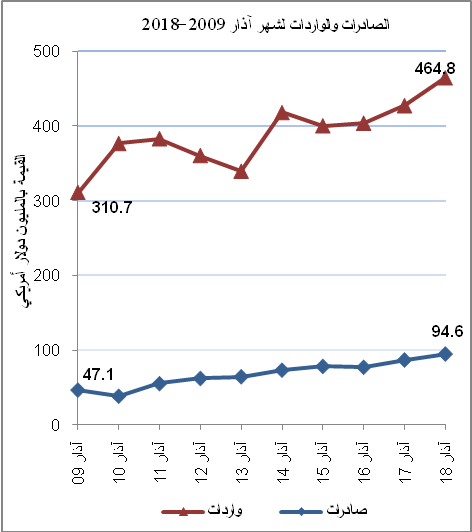 الصادرات والواردات لشهر آذار 2009-2018
القيمة بالمليون دولار أمريكي
500
400
300
200
100
0
464.8
310.7
94.6
47.1
آذار 09
آذار 10
آذار 11
آذار 12
آذار 13
آذار 14
آذار 15
آذار 16
آذار 17
آذار 18
صادرات
واردات